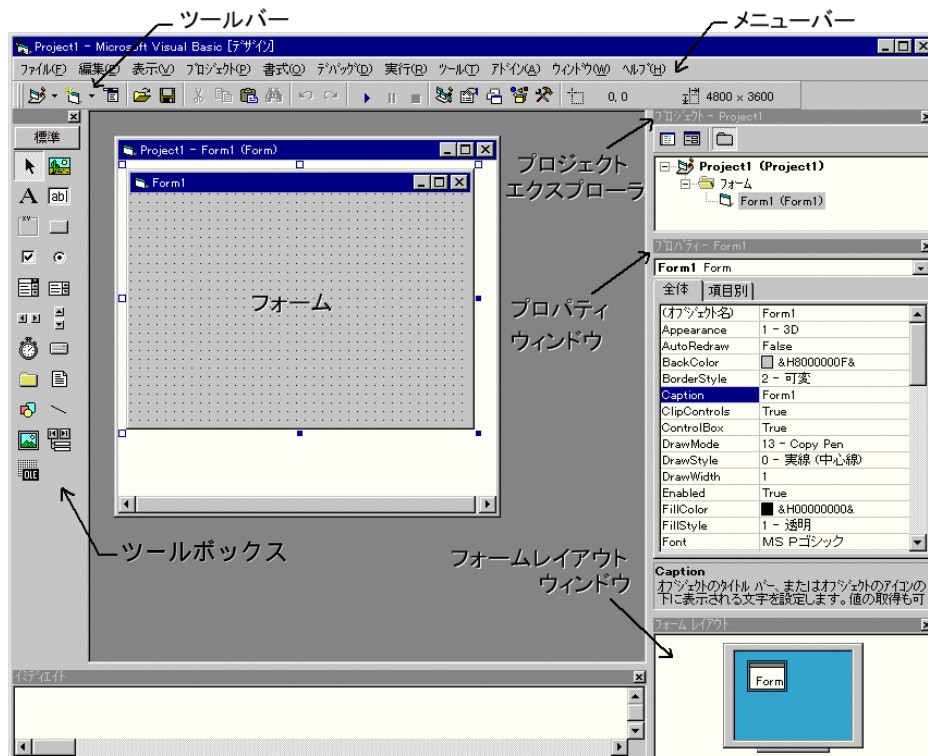 ツールバー
メニューバー
Project1 - Microsoft Visual Basic [ﾃﾞｻﾞｲﾝ]
ﾌｧｲﾙ(F) 編集(E) 表示(V) ﾌﾟﾛｼﾞｪｸﾄ(P) 書式(O) ﾃﾞﾊﾞｯｸﾞ(D) 実行(R) ﾂｰﾙ(T) ｱﾄﾞｲﾝ(A) ｳｨﾝﾄﾞｳ(W) ﾍﾙﾌﾟ(H)
0, 0 4800 × 3600
標準
A ab|
XY
OLE
Project1 - Form1 (Form)
Form1
フォーム
ツールボックス
プロジェクト
エクスプローラ
プロパティ
ウィンドウ
フォームレイアウト
ウィンドウ
ﾌﾟﾛｼﾞｪｸﾄ - Project1
Project1 (Project1)
ﾌｫｰﾑ
Form1 (Form1)
ﾌﾟﾛﾊﾟﾃｨ - Form1
Form1 Form
全体 項目別
(ｵﾌﾞｼﾞｪｸﾄ名) Form1
Appearance 1 - 3D
AutoRedraw False
BackColor &H8000000F&
BorderStyle 2 - 可変
Caption Form1
ClipControls True
ControlBox True
DrawMode 13 - Copy Pen
DrawStyle 0 - 実線 (中心線)
DrawWidth 1
Enabled True
FillColor &H00000000&
FillStyle 1 - 透明
Font MS Pゴシック
Caption
ｵﾌﾞｼﾞｪｸﾄのﾀｲﾄﾙ ﾊﾞｰ、またはｵﾌﾞｼﾞｪｸﾄのｱｲｺﾝの
下に表示される文字を設定します。値の取得も可
ﾌｫｰﾑ ﾚｲｱｳﾄ
Form
ｲﾐﾃﾞｨｴｲﾄ